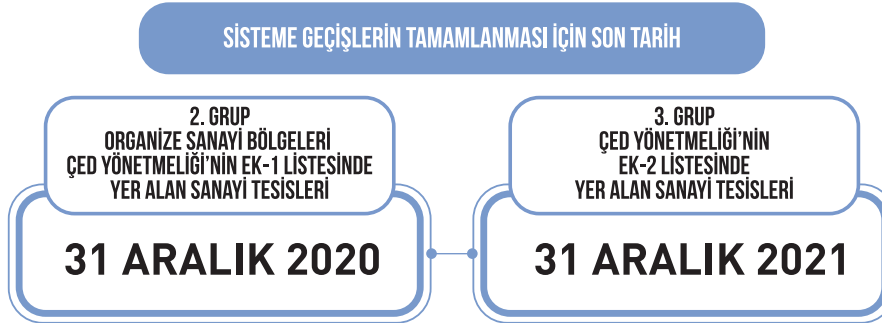 SİSTEME GEÇİŞLERİN TAMAMLANMASI İÇİN SON TARİH
2. GRUP
ORGANİZE SANAYİ BÖLGELERİ
ÇED YÖNETMELİĞİ'NİN EK-1 LİSTESİNDE
YER ALAN SANAYİ TESİSLERİ
31 ARALIK 2020
3. GRUP
ÇED YÖNETMELİĞİ'NİN
EK-2 LİSTESİNDE
YER ALAN SANAYİ TESİSLERİ
31 ARALIK 2021